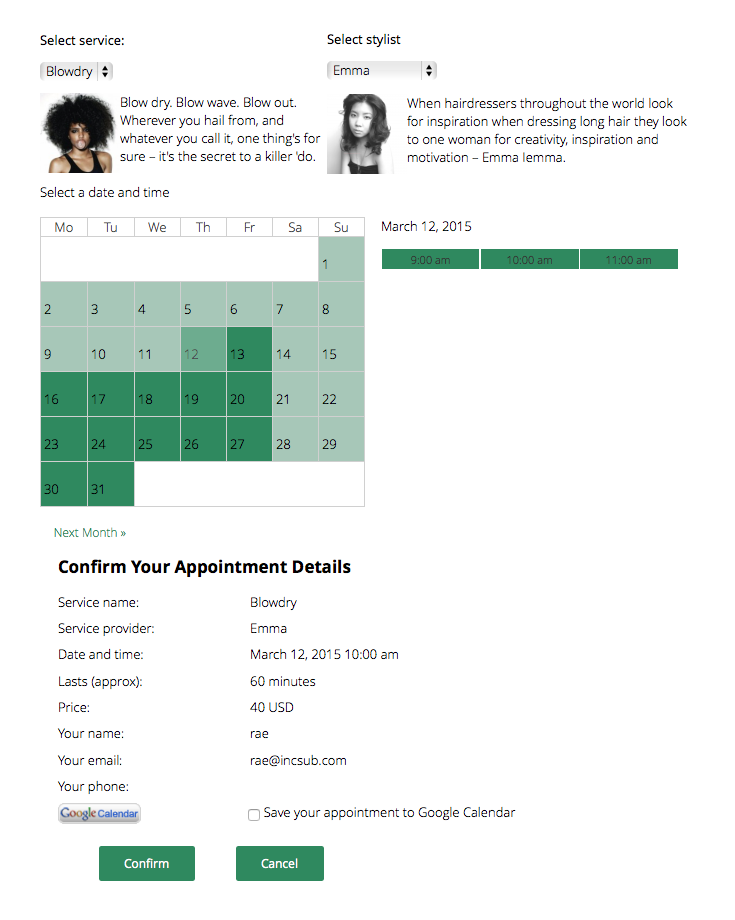 Select service:
Select stylist
Blowdry
Emma
Blow dry. Blow wave. Blow out.
Wherever you hail from, and
whatever you call it, one thing's for
sure – it's the secret to a killer 'do.
When hairdressers throughout the world look
for inspiration when dressing long hair they look
to one woman for creativity, inspiration and
motivation – Emma lemma.
Select a date and time
Mo Tu We Th Fr Sa Su
1
2 3 4 5 6 7 8
9 10 11 12 13 14 15
16 17 18 19 20 21 22
23 24 25 26 27 28 29
30 31
March 12, 2015
9:00 am 10:00 am 11:00 am
Next Month »
Confirm Your Appointment Details
Service name: Blowdry
Service provider: Emma
Date and time: March 12, 2015 10:00 am
Lasts (approx): 60 minutes
Price: 40 USD
Your name: rae
Your email: rae@incsub.com
Your phone:
Google Calendar Save your appointment to Google Calendar
Confirm Cancel